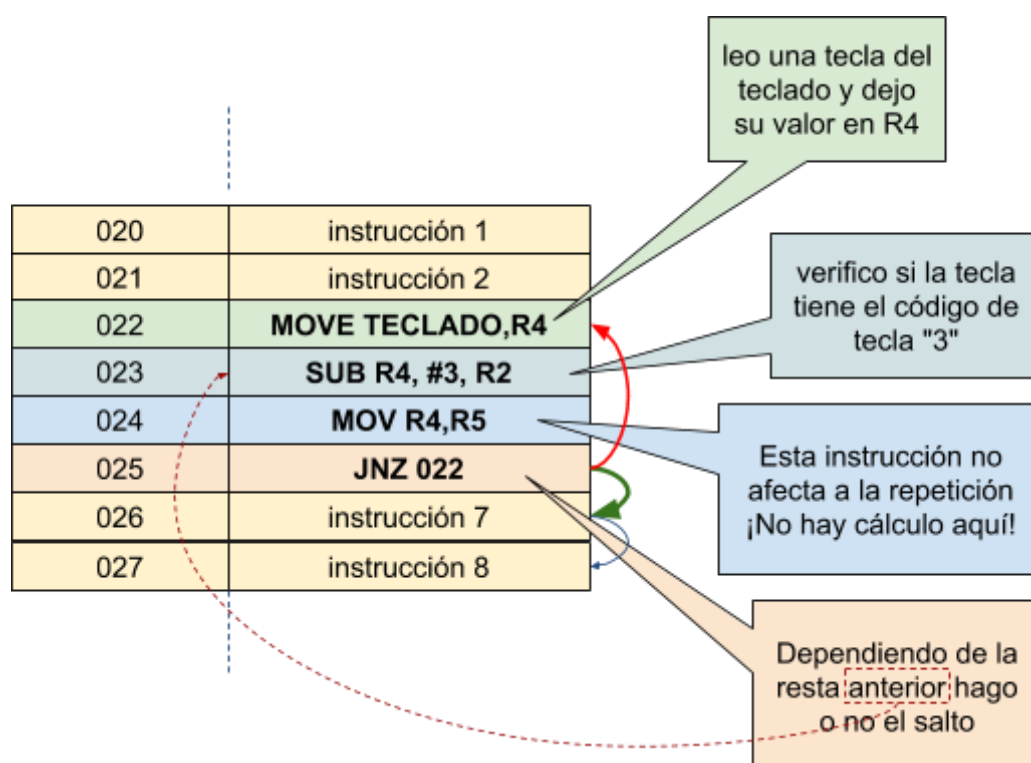 leo una tecla del
teclado y dejo
su valor en R4
020 instrucción 1
021 instrucción 2
022 MOVE TECLADO,R4
023 SUB R4, #3, R2
024 MOV R4,R5
025 JNZ 022
026 instrucción 7
027 instrucción 8
verifico si la tecla
tiene el código de
tecla "3"
Esta instrucción no
afecta a la repetición
¡No hay cálculo aquí!
Dependiendo de la
resta anterior hago
o no el salto